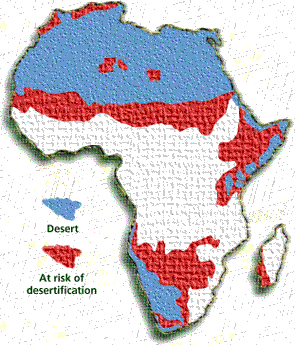 Desert
At risk of
desertification